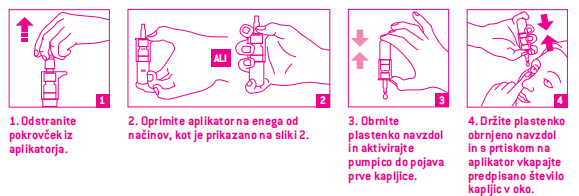 1
ALI
2
3
4
1. Odstranite
pokrovček iz
aplikatorja.
2. Oprimite aplikator na enega od
načinov, kot je prikazano na sliki 2.
3. Obrnite
plastenko navzdol
in aktivirajte
pumpico do pojava
prve kapljice.
4. Držite plastenko
obrnjeno navzdol
in s prtiskom na
aplikator vkapajte
predpisano število
kapljic v oko.